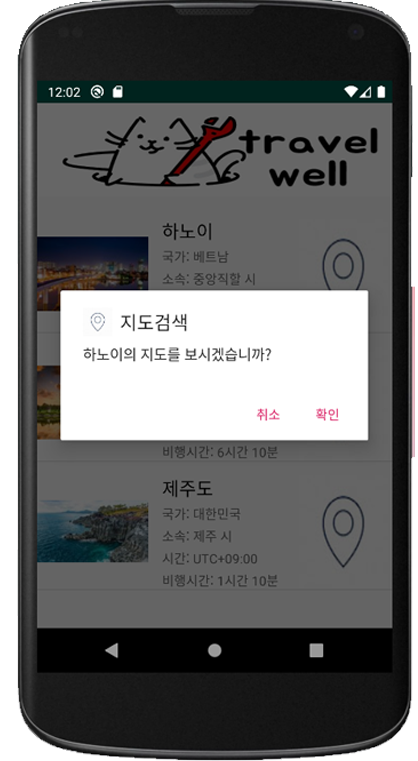 12:02
travel
well
하노이
국가: 베트남
소속: 중앙직할 시
지도검색
하노이의 지도를 보시겠습니까?
취소 확인
비행시간: 6시간 10분
제주도
국가: 대한민국
소속: 제주 시
시간: UTC+09:00
비행시간: 1시간 10분